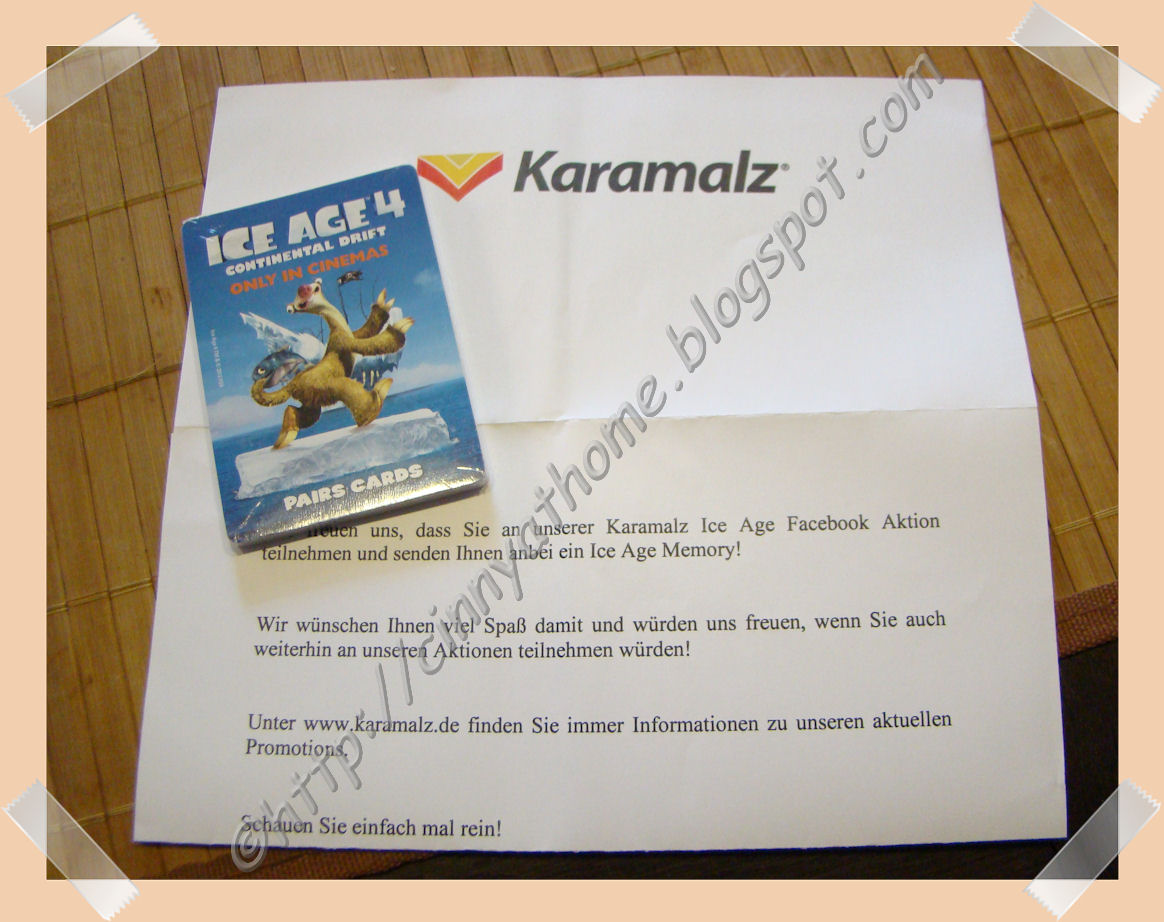 Karamalz®
ICE AGE 4
CONTINENTAL DRIFT
ONLY IN CINEMAS
PAIRS CARDS
freuen uns, dass Sie an unserer Karamalz Ice Age Facebook Aktion
teilnehmen und senden Ihnen anbei ein Ice Age Memory!
Wir wünschen Ihnen viel Spaß damit und würden uns freuen, wenn Sie auch
weiterhin an unseren Aktionen teilnehmen würden!
Unter www.karamalz.de finden Sie immer Informationen zu unseren aktuellen
Promotions.
Schauen Sie einfach mal rein!
©http://cinnyathome.blogspot.com